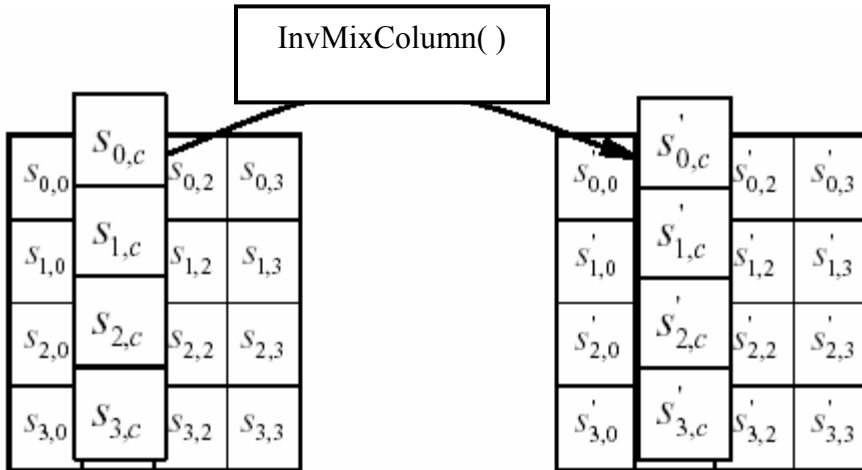 InvMixColumn( )
S0,0 S0,c S0,2 S0,3 S'0,0 S'0,c S'0,2 S'0,3
S1,0 S1,c S1,2 S1,3 S'1,0 S'1,c S'1,2 S'1,3
S2,0 S2,c S2,2 S2,3 S'2,0 S'2,c S'2,2 S'2,3
S3,0 S3,c S3,2 S3,3 S'3,0 S'3,c S'3,2 S'3,3